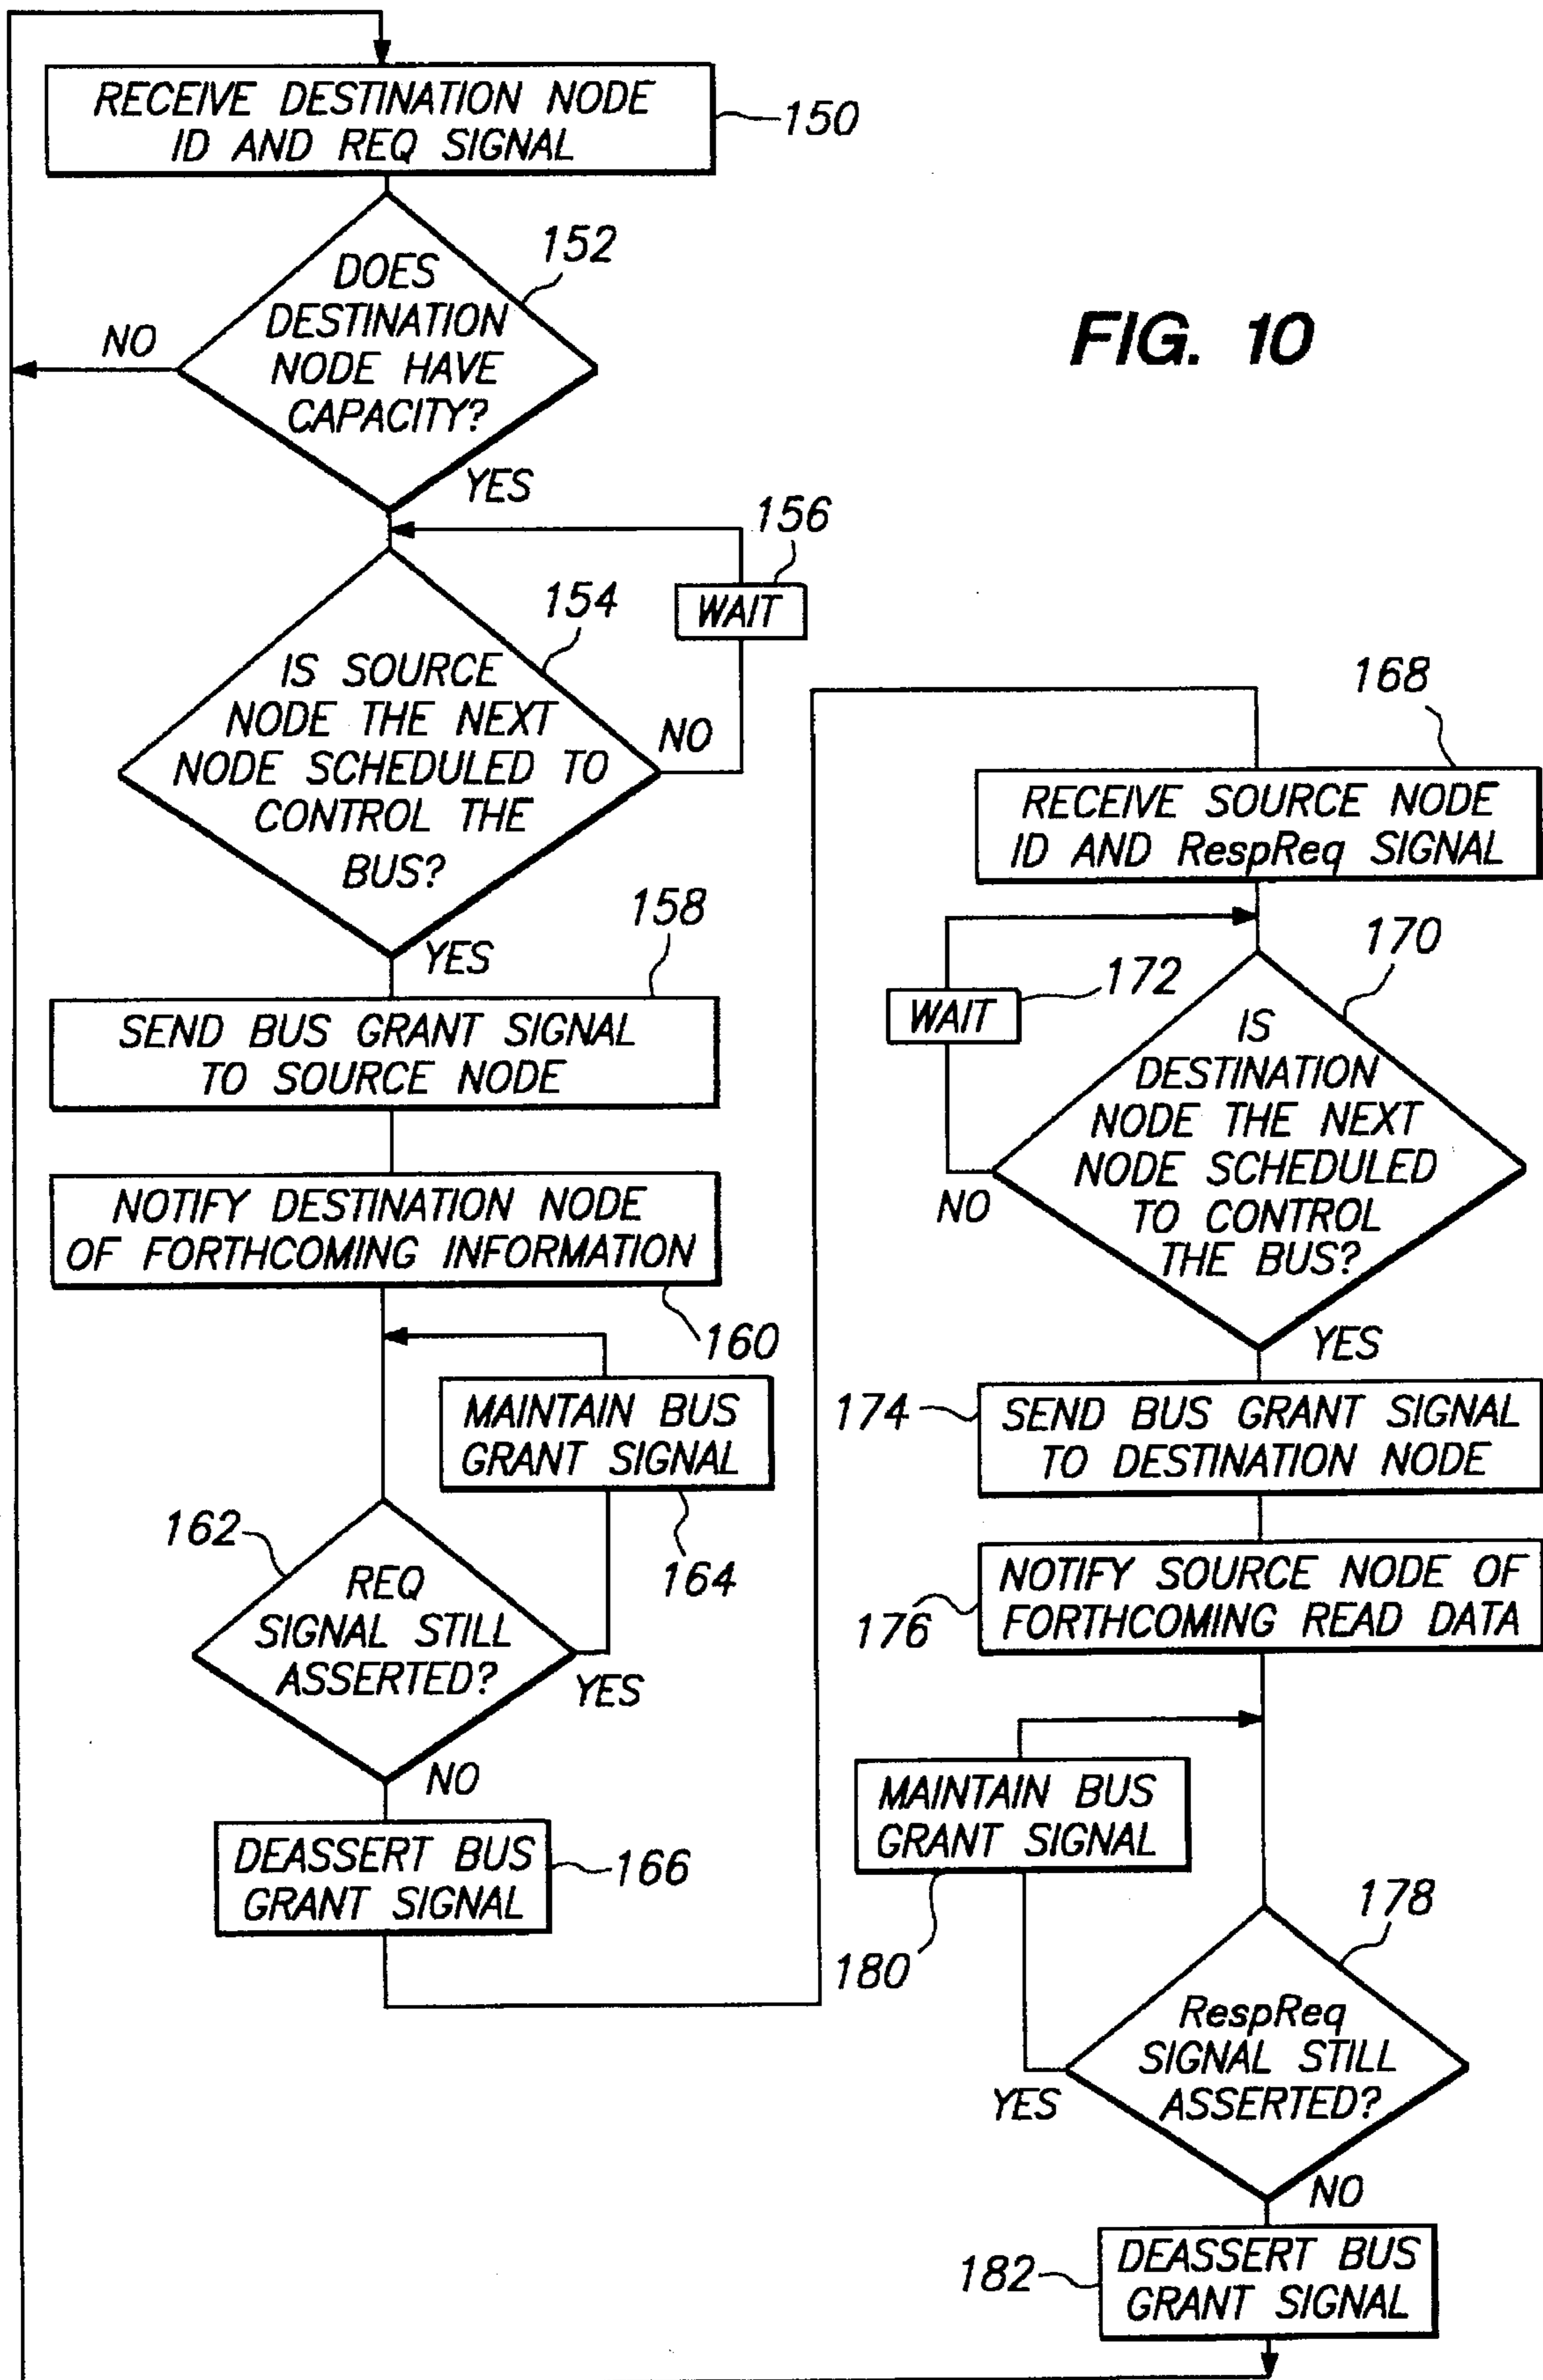 RECEIVE DESTINATION NODE
ID AND REQ SIGNAL
150
DOES
DESTINATION
NODE HAVE
CAPACITY?
152
NO
YES
FIG. 10
156
WAIT
154
IS SOURCE
NODE THE NEXT
NODE SCHEDULED TO
CONTROL THE
BUS?
NO
YES
158
SEND BUS GRANT SIGNAL
TO SOURCE NODE
NOTIFY DESTINATION NODE
OF FORTHCOMING INFORMATION
160
MAINTAIN BUS
GRANT SIGNAL
164
162
REQ
SIGNAL STILL
ASSERTED?
YES
NO
DEASSERT BUS
GRANT SIGNAL
166
168
RECEIVE SOURCE NODE
ID AND RespReq SIGNAL
170
172
WAIT
IS
DESTINATION
NODE THE NEXT
NODE SCHEDULED
TO CONTROL
THE BUS?
NO
YES
174
SEND BUS GRANT SIGNAL
TO DESTINATION NODE
176
NOTIFY SOURCE NODE OF
FORTHCOMING READ DATA
MAINTAIN BUS
GRANT SIGNAL
180
178
RespReq
SIGNAL STILL
ASSERTED?
YES
NO
182
DEASSERT BUS
GRANT SIGNAL